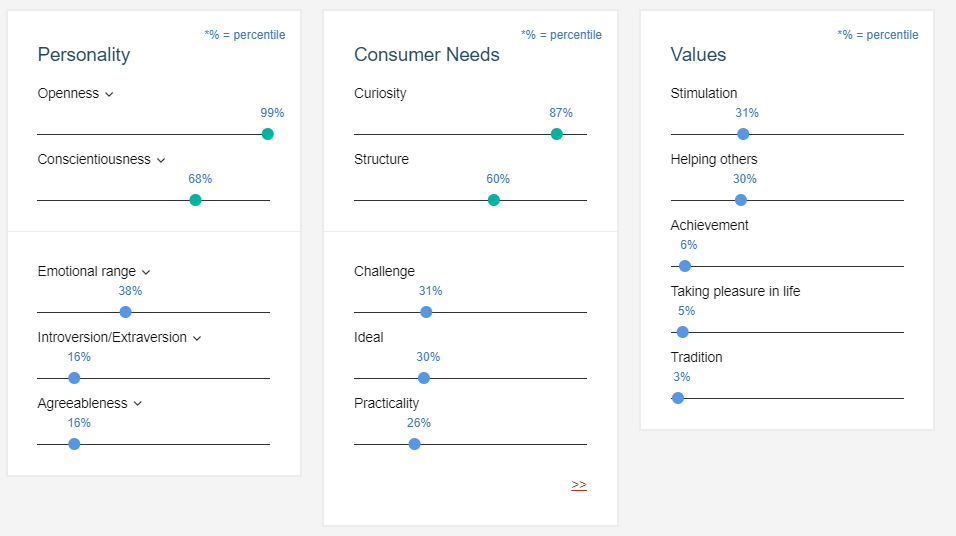 *% = percentile
Personality
Openness
99%
Conscientiousness
68%
Emotional range
38%
Introversion/Extraversion
16%
Agreeableness
16%
*% = percentile
Consumer Needs
Curiosity
87%
Structure
60%
Challenge
31%
Ideal
30%
Practicality
26%
>>
*% = percentile
Values
Stimulation
31%
Helping others
30%
Achievement
6%
Taking pleasure in life
5%
Tradition
3%